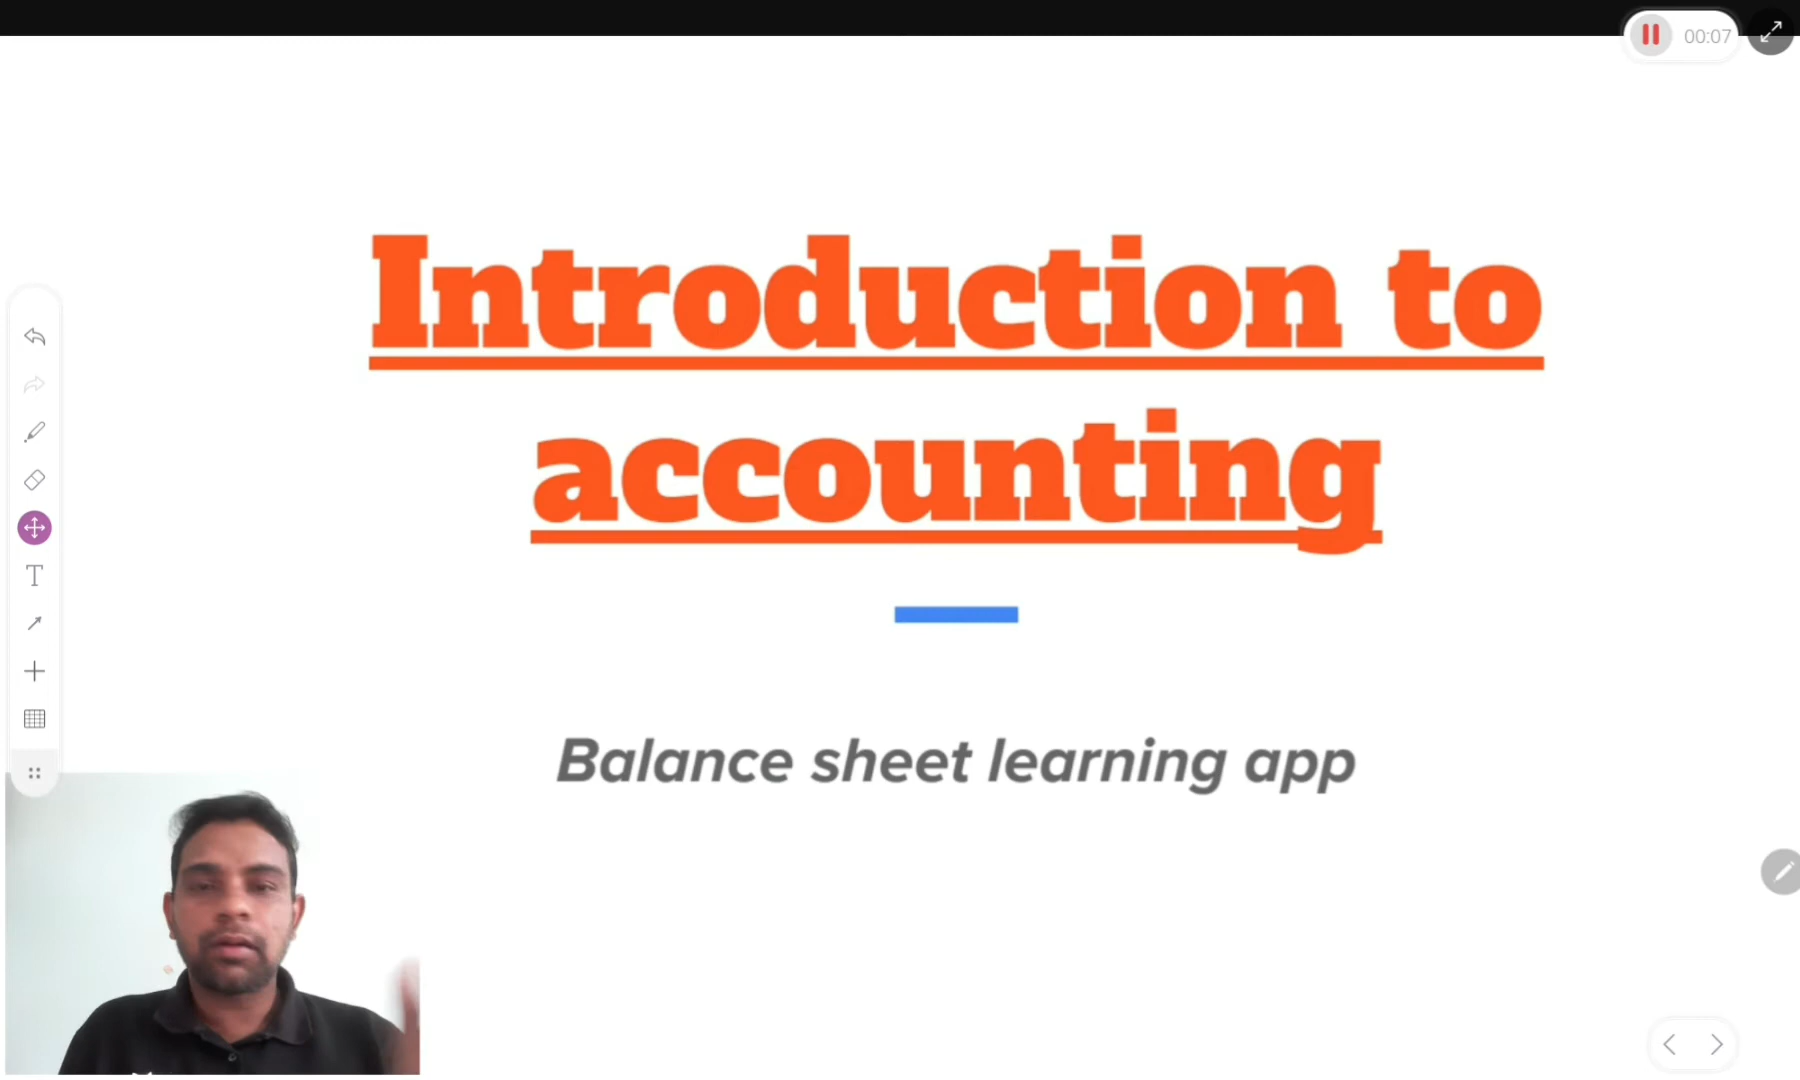 00:07
Introduction to
accounting
T
Balance sheet learning app